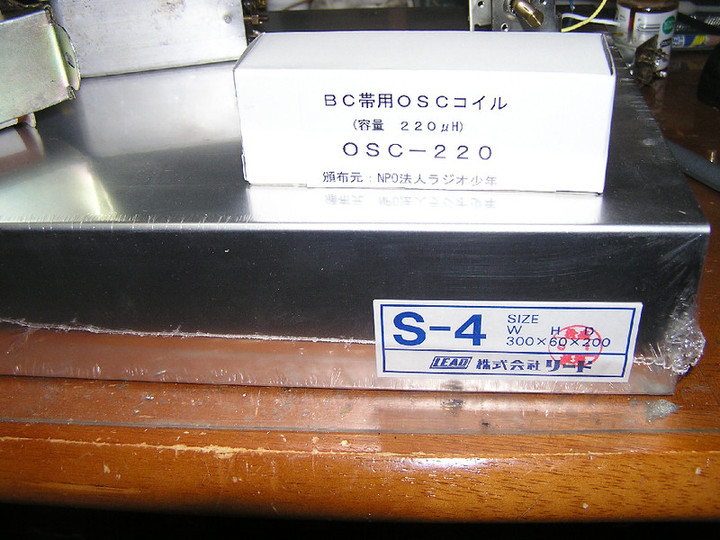 BC帯用OSCコイル
(容量 220μH)
OSC-220
頒布元:NPO法人ラジオ少年
S-4
SIZE
W H D
300×60×200
LEAD 株式会社リード